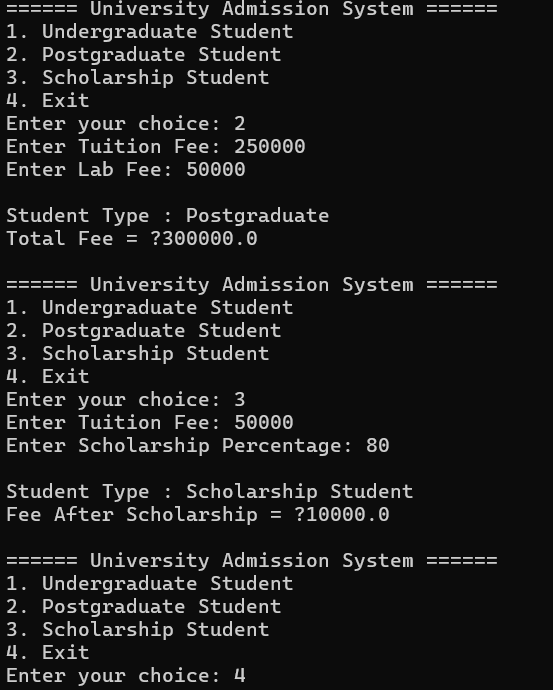 ====== University Admission System ======
1. Undergraduate Student
2. Postgraduate Student
3. Scholarship Student
4. Exit
Enter your choice: 2
Enter Tuition Fee: 250000
Enter Lab Fee: 50000
Student Type : Postgraduate
Total Fee = ?300000.0
====== University Admission System ======
1. Undergraduate Student
2. Postgraduate Student
3. Scholarship Student
4. Exit
Enter your choice: 3
Enter Tuition Fee: 50000
Enter Scholarship Percentage: 80
Student Type : Scholarship Student
Fee After Scholarship = ?10000.0
====== University Admission System ======
1. Undergraduate Student
2. Postgraduate Student
3. Scholarship Student
4. Exit
Enter your choice: 4